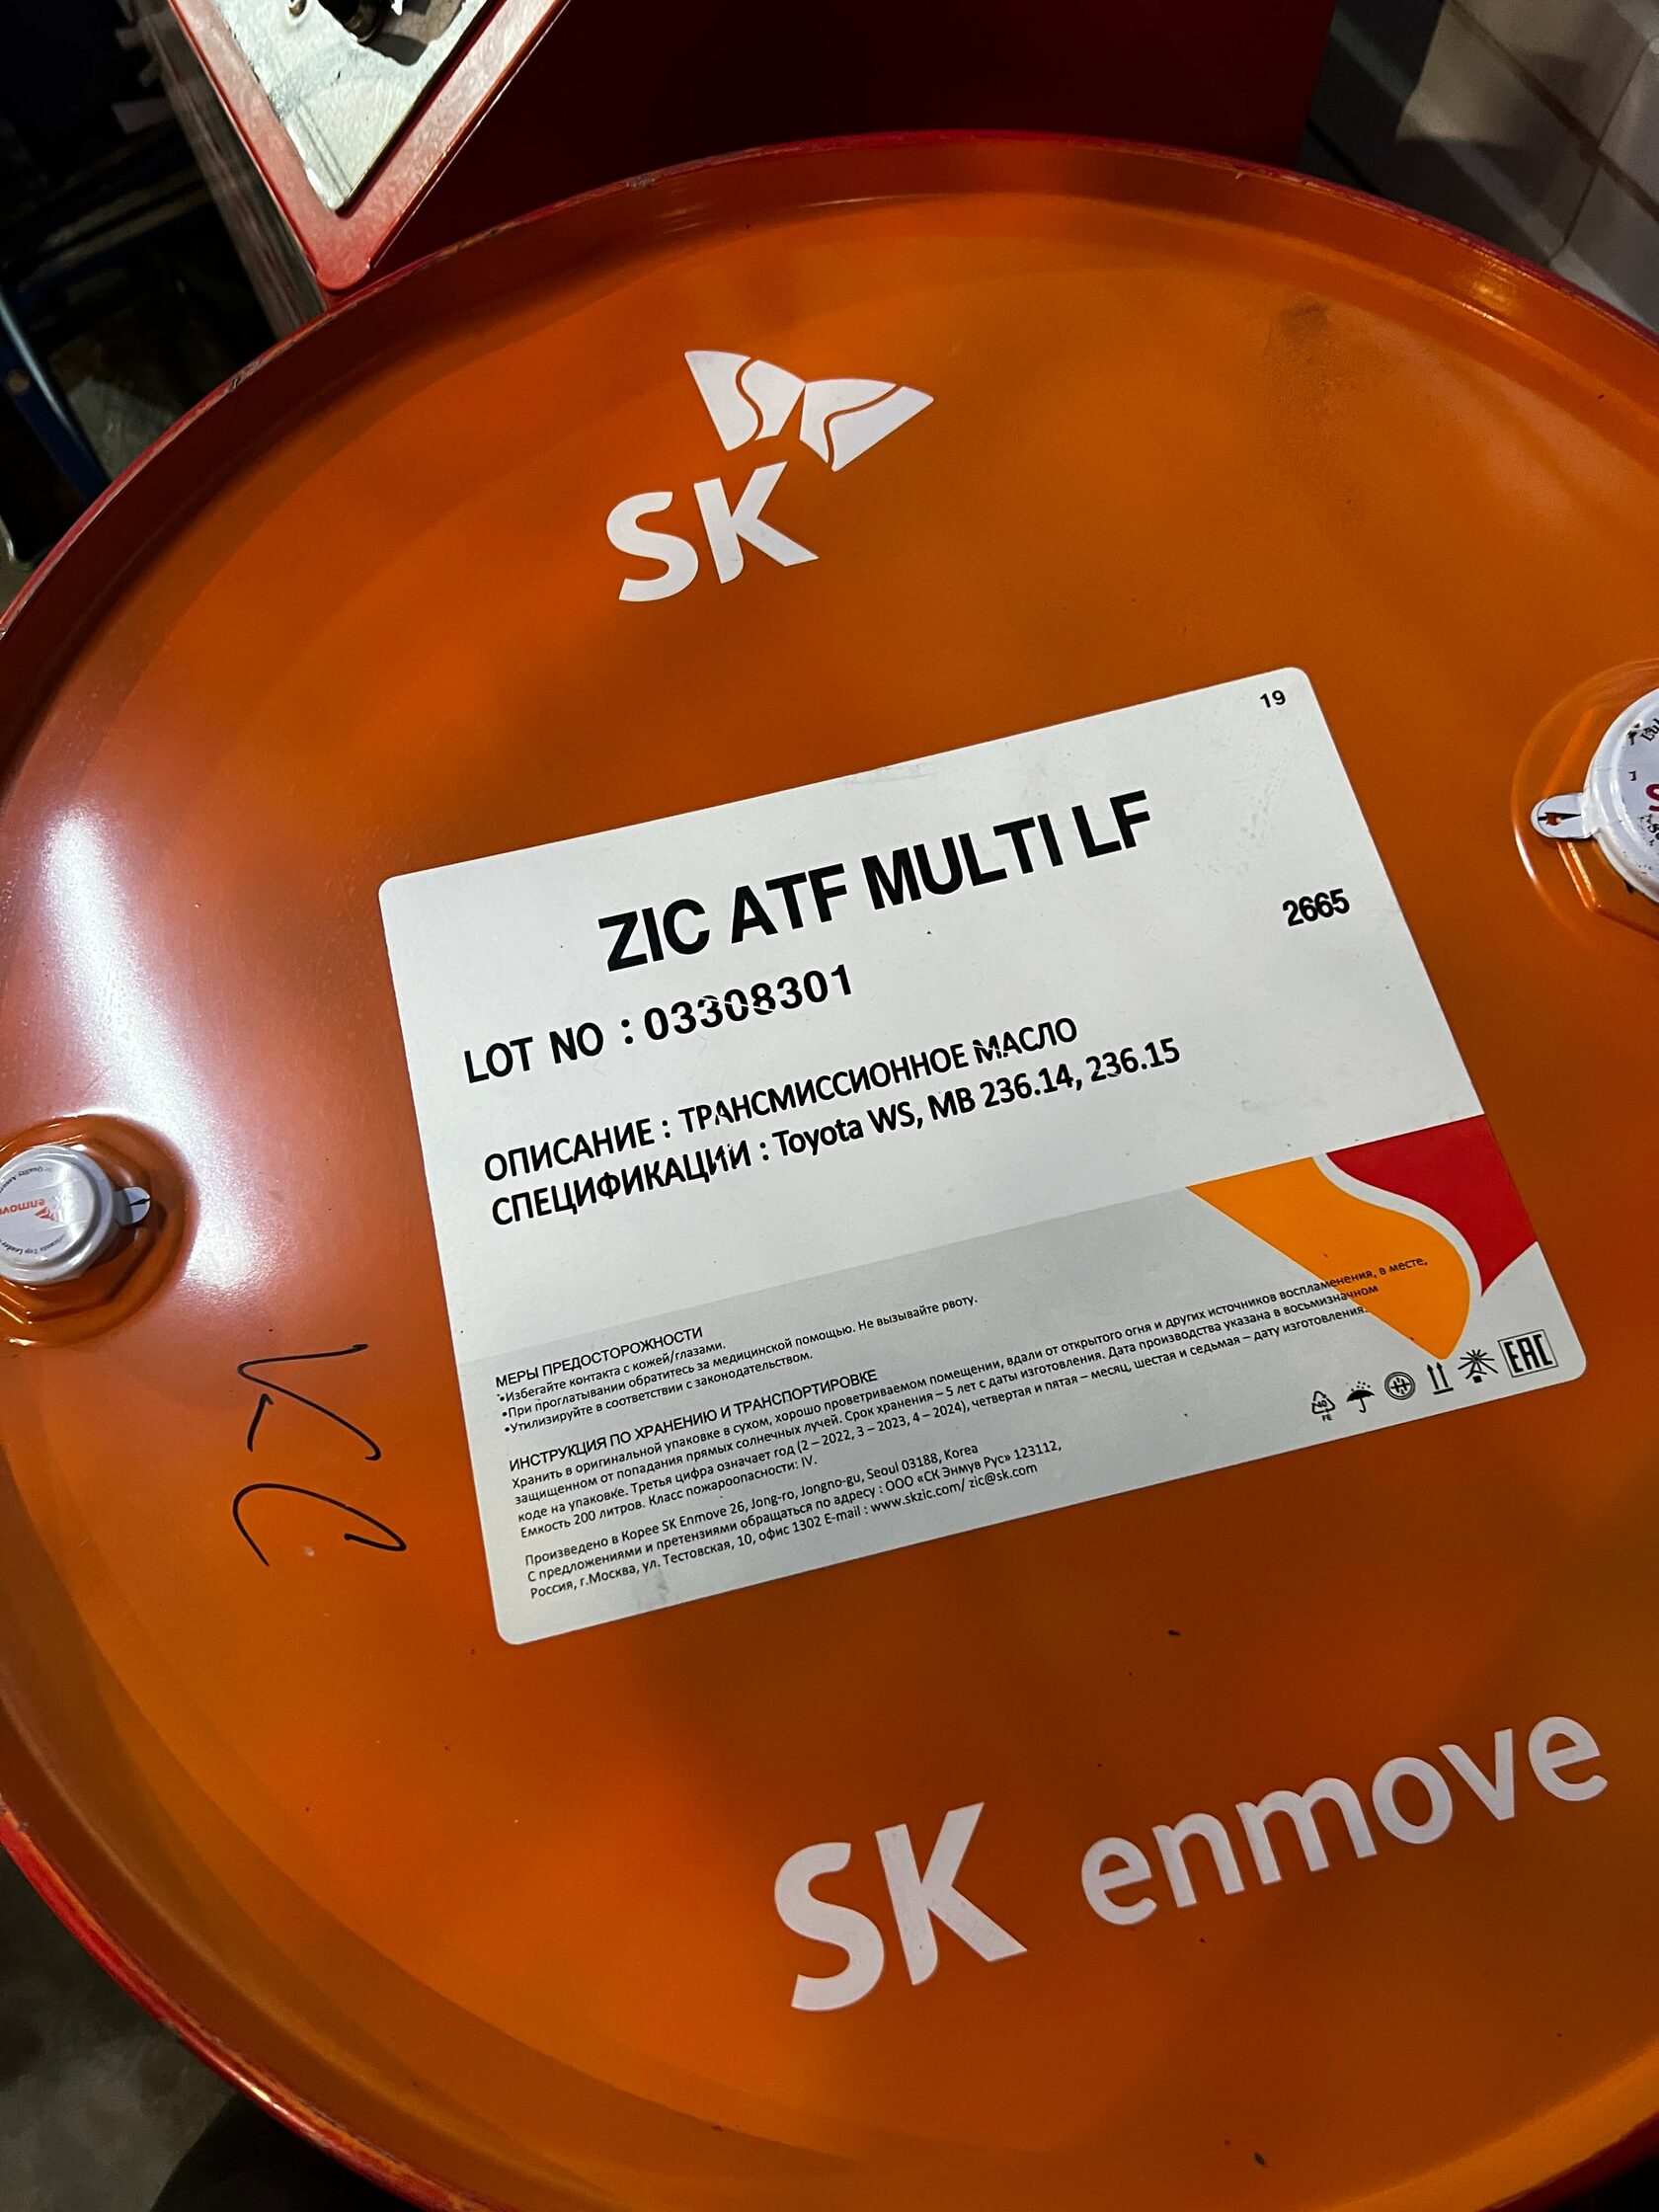 SK
19
ZIC ATF MULTI LF
2665
LOT NO : 03308301
ОПИСАНИЕ : ТРАНСМИССИОННОЕ МАСЛО
СПЕЦИФИКАЦИИ : Toyota WS, MB 236.14, 236.15
МЕРЫ ПРЕДОСТОРОЖНОСТИ
•Избегайте контакта с кожей/глазами.
•При проглатывании обратитесь за медицинской помощью. Не вызывайте рвоту.
•Утилизируйте в соответствии с законодательством.
ИНСТРУКЦИЯ ПО ХРАНЕНИЮ И ТРАНСПОРТИРОВКЕ
Хранить в оригинальной упаковке в сухом, хорошо проветриваемом помещении, вдали от открытого огня и других источников воспламенения, в месте,
защищенном от попадания прямых солнечных лучей. Срок хранения – 5 лет с даты изготовления. Дата производства указана в восьмизначном
коде на упаковке. Третья цифра означает год (2 – 2022, 3 – 2023, 4 – 2024), четвертая и пятая – месяц, шестая и седьмая – дату изготовления.
Емкость 200 литров. Класс пожароопасности: IV.
Произведено в Корее SK Enmove 26, Jong-ro, Jongno-gu, Seoul 03188, Korea
С предложениями и претензиями обращаться по адресу : ООО «СК Энмув Рус» 123112,
Россия, г.Москва, ул. Тестовская, 10, офис 1302 E-mail : www.skzic.com/ zic@sk.com
40
FE
EAC
enmove
SK enmove